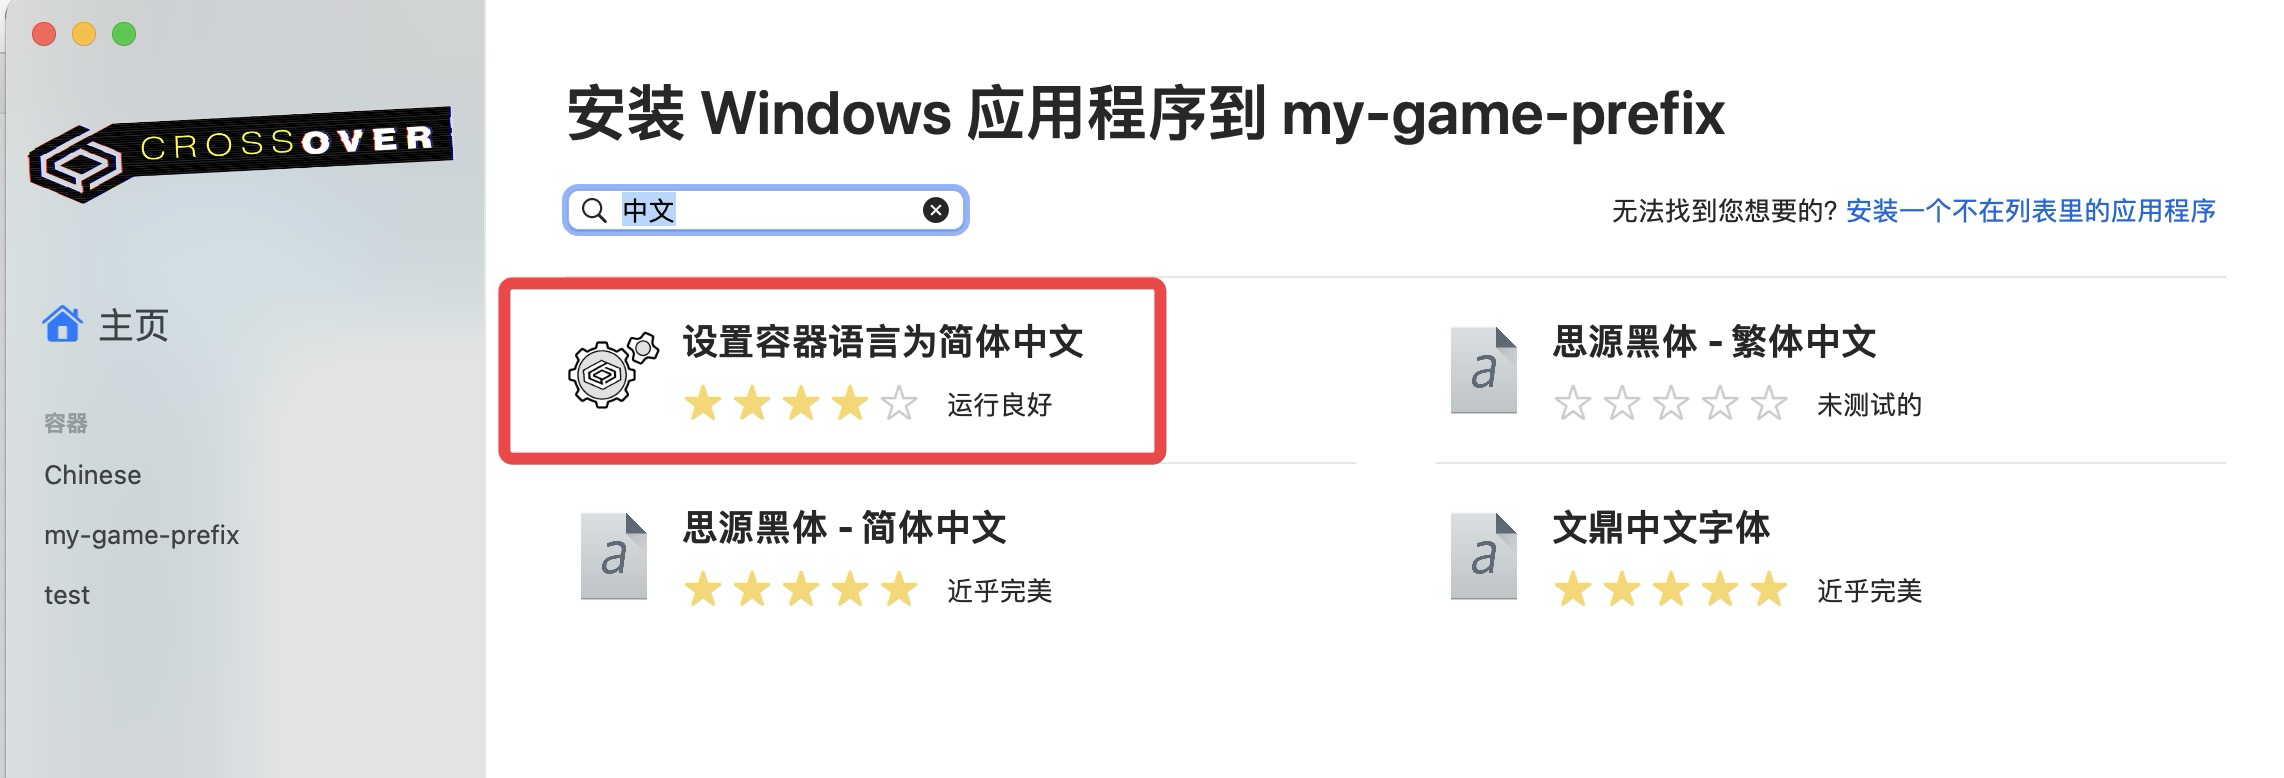 CROSSOVER
主页
容器
Chinese
my-game-prefix
test
安装 Windows 应用程序到 my-game-prefix
中文
无法找到您想要的? 安装一个不在列表里的应用程序
设置容器语言为简体中文
运行良好
a
思源黑体 - 繁体中文
未测试的
a
思源黑体 - 简体中文
近乎完美
a
文鼎中文字体
近乎完美